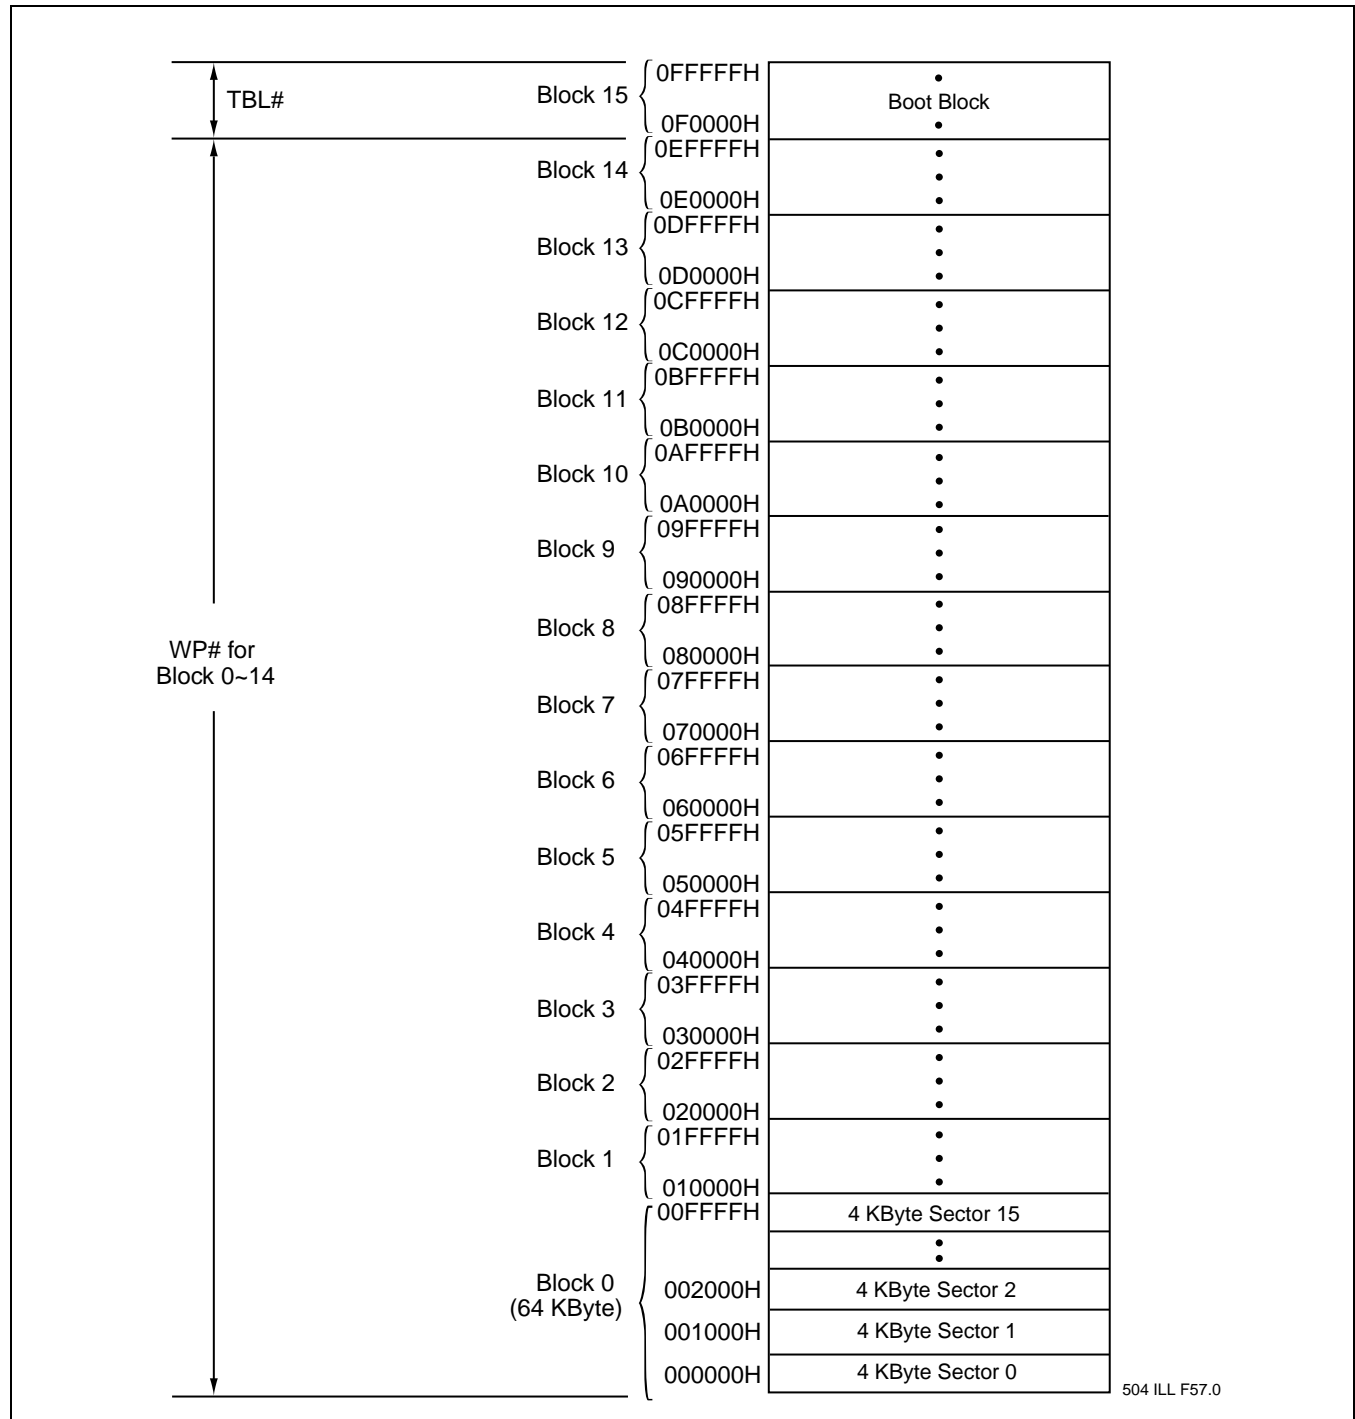 TBL#
Block 15
0FFFFFH
0F0000H
Boot Block
Block 14
0EFFFFH
0E0000H
Block 13
0DFFFFH
0D0000H
Block 12
0CFFFFH
0C0000H
Block 11
0BFFFFH
0B0000H
Block 10
0AFFFFH
0A0000H
Block 9
09FFFFH
090000H
Block 8
08FFFFH
080000H
WP# for
Block 0~14
Block 7
07FFFFH
070000H
Block 6
06FFFFH
060000H
Block 5
05FFFFH
050000H
Block 4
04FFFFH
040000H
Block 3
03FFFFH
030000H
Block 2
02FFFFH
020000H
Block 1
01FFFFH
010000H
Block 0
(64 KByte)
00FFFFH
4 KByte Sector 15
002000H
4 KByte Sector 2
001000H
4 KByte Sector 1
000000H
4 KByte Sector 0
504 ILL F57.0